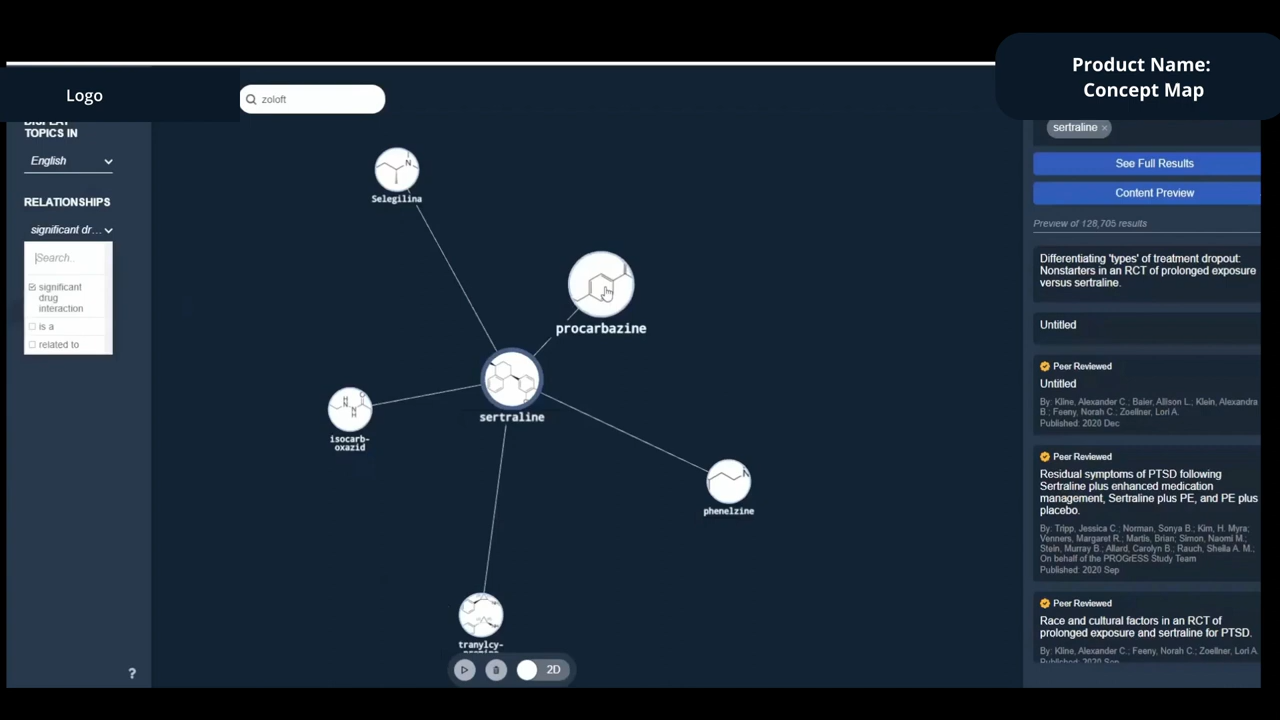 Product Name:
Concept Map
Logo
zoloft
DISPLAY
TOPICS IN
English
RELATIONSHIPS
significant dr...
Search..
significant
drug
interaction
is a
related to
?
Selegilina
procarbazine
sertraline
isocarb-
oxazid
phenelzine
tranylcy-
2D
sertraline ×
See Full Results
Content Preview
Preview of 128,705 results
Differentiating 'types' of treatment dropout:
Nonstarters in an RCT of prolonged exposure
versus sertraline.
Untitled
Peer Reviewed
Untitled
By: Kline, Alexander C.; Baier, Allison L.; Klein, Alexandra
B.; Feeny, Norah C.; Zoellner, Lori A.
Published: 2020 Dec
Peer Reviewed
Residual symptoms of PTSD following
Sertraline plus enhanced medication
management, Sertraline plus PE, and PE plus
placebo.
By: Tripp, Jessica C.; Norman, Sonya B.; Kim, H. Myra;
Venners, Margaret R.; Martis, Brian; Simon, Naomi M.;
Stein, Murray B.; Allard, Carolyn B.; Rauch, Sheila A. M.;
On behalf of the PROGrESS Study Team
Published: 2020 Sep
Peer Reviewed
Race and cultural factors in an RCT of
prolonged exposure and sertraline for PTSD.
By: Kline, Alexander C.; Feeny, Norah C.; Zoellner, Lori A.
Published: 2020 Sep